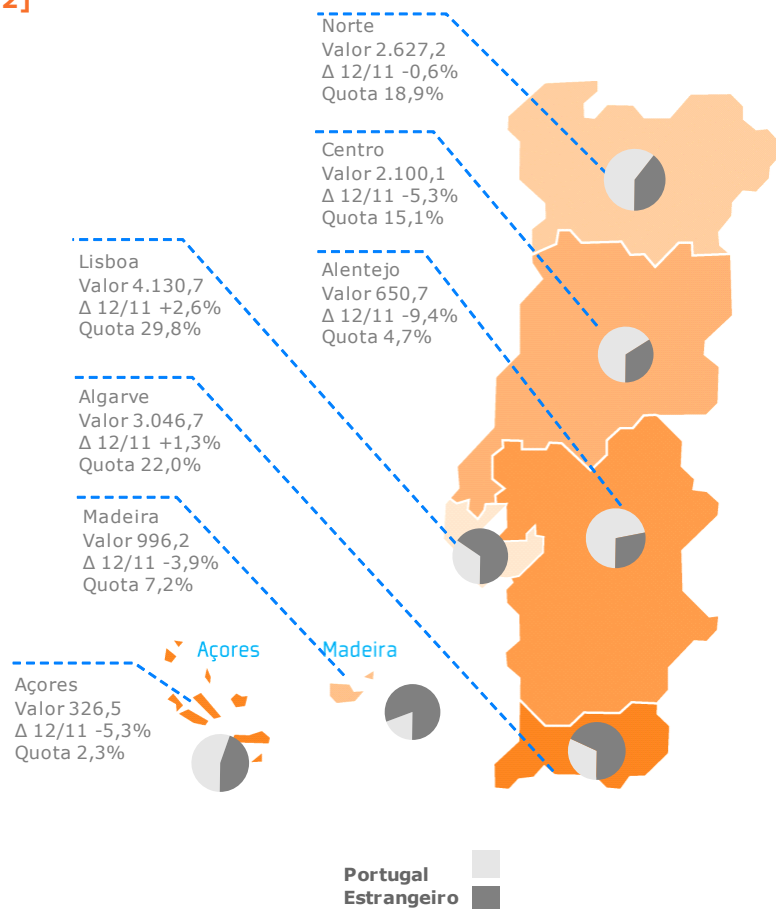 2]
Norte
Valor 2.627,2
Δ 12/11 -0,6%
Quota 18,9%
Centro
Valor 2.100,1
Δ 12/11 -5,3%
Quota 15,1%
Lisboa
Valor 4.130,7
Δ 12/11 +2,6%
Quota 29,8%
Alentejo
Valor 650,7
Δ 12/11 -9,4%
Quota 4,7%
Algarve
Valor 3.046,7
Δ 12/11 +1,3%
Quota 22,0%
Madeira
Valor 996,2
Δ 12/11 -3,9%
Quota 7,2%
Açores
Madeira
Açores
Valor 326,5
Δ 12/11 -5,3%
Quota 2,3%
Portugal
Estrangeiro